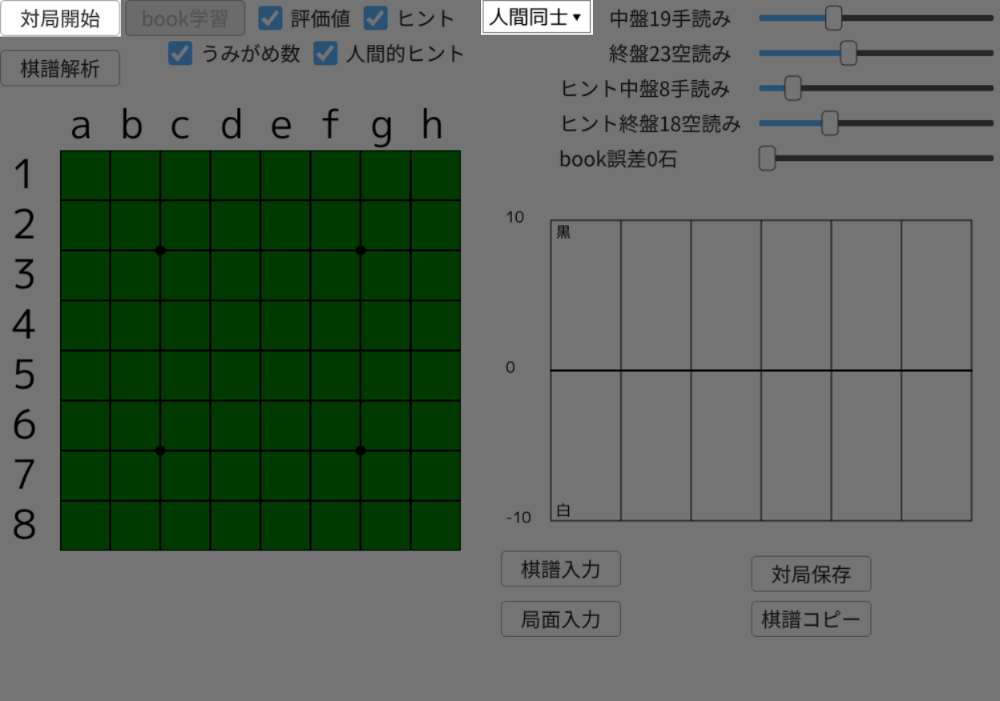 対局開始 book学習 評価値 ヒント 人間同士▼ 中盤19手読み
うみがめ数 人間的ヒント 終盤23空読み
棋譜解析
ヒント中盤8手読み
ヒント終盤18空読み
book誤差0石
a b c d e f g h
1
2
3
4
5
6
7
8
10
黒
0
白
-10
棋譜入力 対局保存
局面入力 棋譜コピー